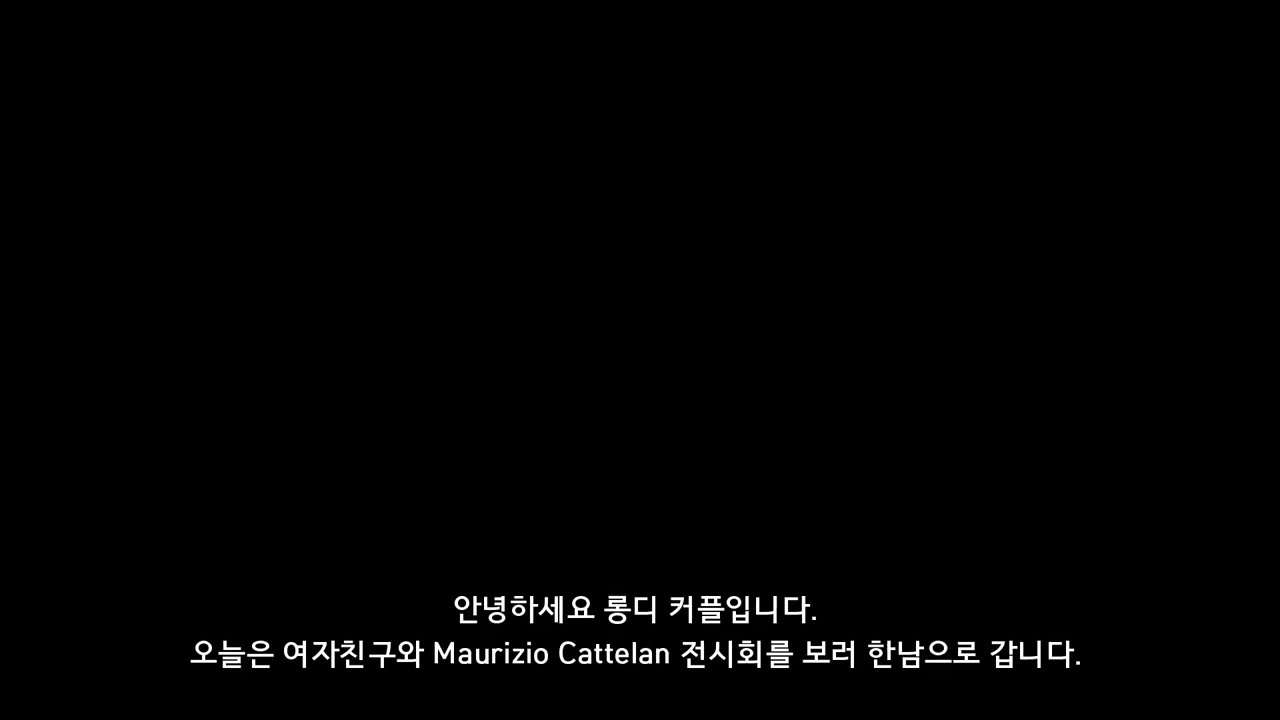 안녕하세요 롱디 커플입니다.
오늘은 여자친구와 Maurizio Cattelan 전시회를 보러 한남으로 갑니다.